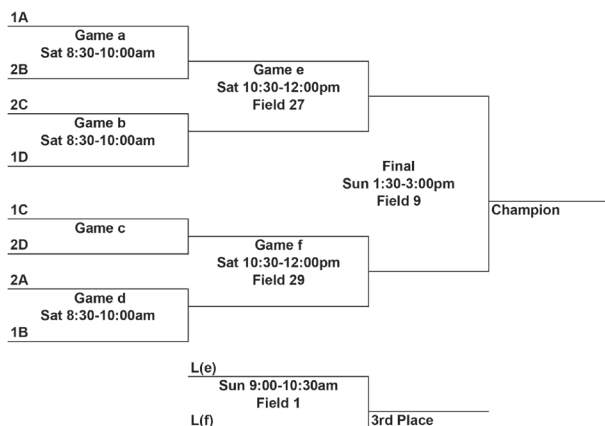 1A
Game a
Sat 8:30-10:00am
2B
Game e
Sat 10:30-12:00pm
Field 27
2C
Game b
Sat 8:30-10:00am
1D
Final
Sun 1:30-3:00pm
Field 9
Champion
1C
Game c
2D
Game f
Sat 10:30-12:00pm
Field 29
2A
Game d
Sat 8:30-10:00am
1B
L(e)
Sun 9:00-10:30am
Field 1
L(f)
3rd Place